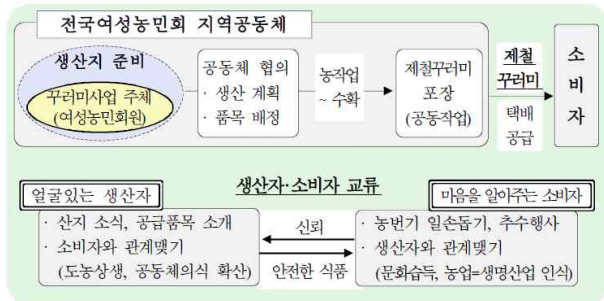 전국여성농민회 지역공동체
생산지 준비
꾸러미사업 주체
(여성농민회원)
공동체 협의
· 생산 계획
· 품목 배정
농작업
~ 수확
제철꾸러미
포장
(공동작업)
제철
꾸러미
택배
공급
소
비
자
생산자·소비자 교류
얼굴있는 생산자
· 산지 소식, 공급품목 소개
· 소비자와 관계맺기
(도농상생, 공동체의식 확산)
신뢰
안전한 식품
마음을 알아주는 소비자
· 농번기 일손돕기, 추수행사
· 생산자와 관계맺기
(문화습득, 농업=생명산업 인식)